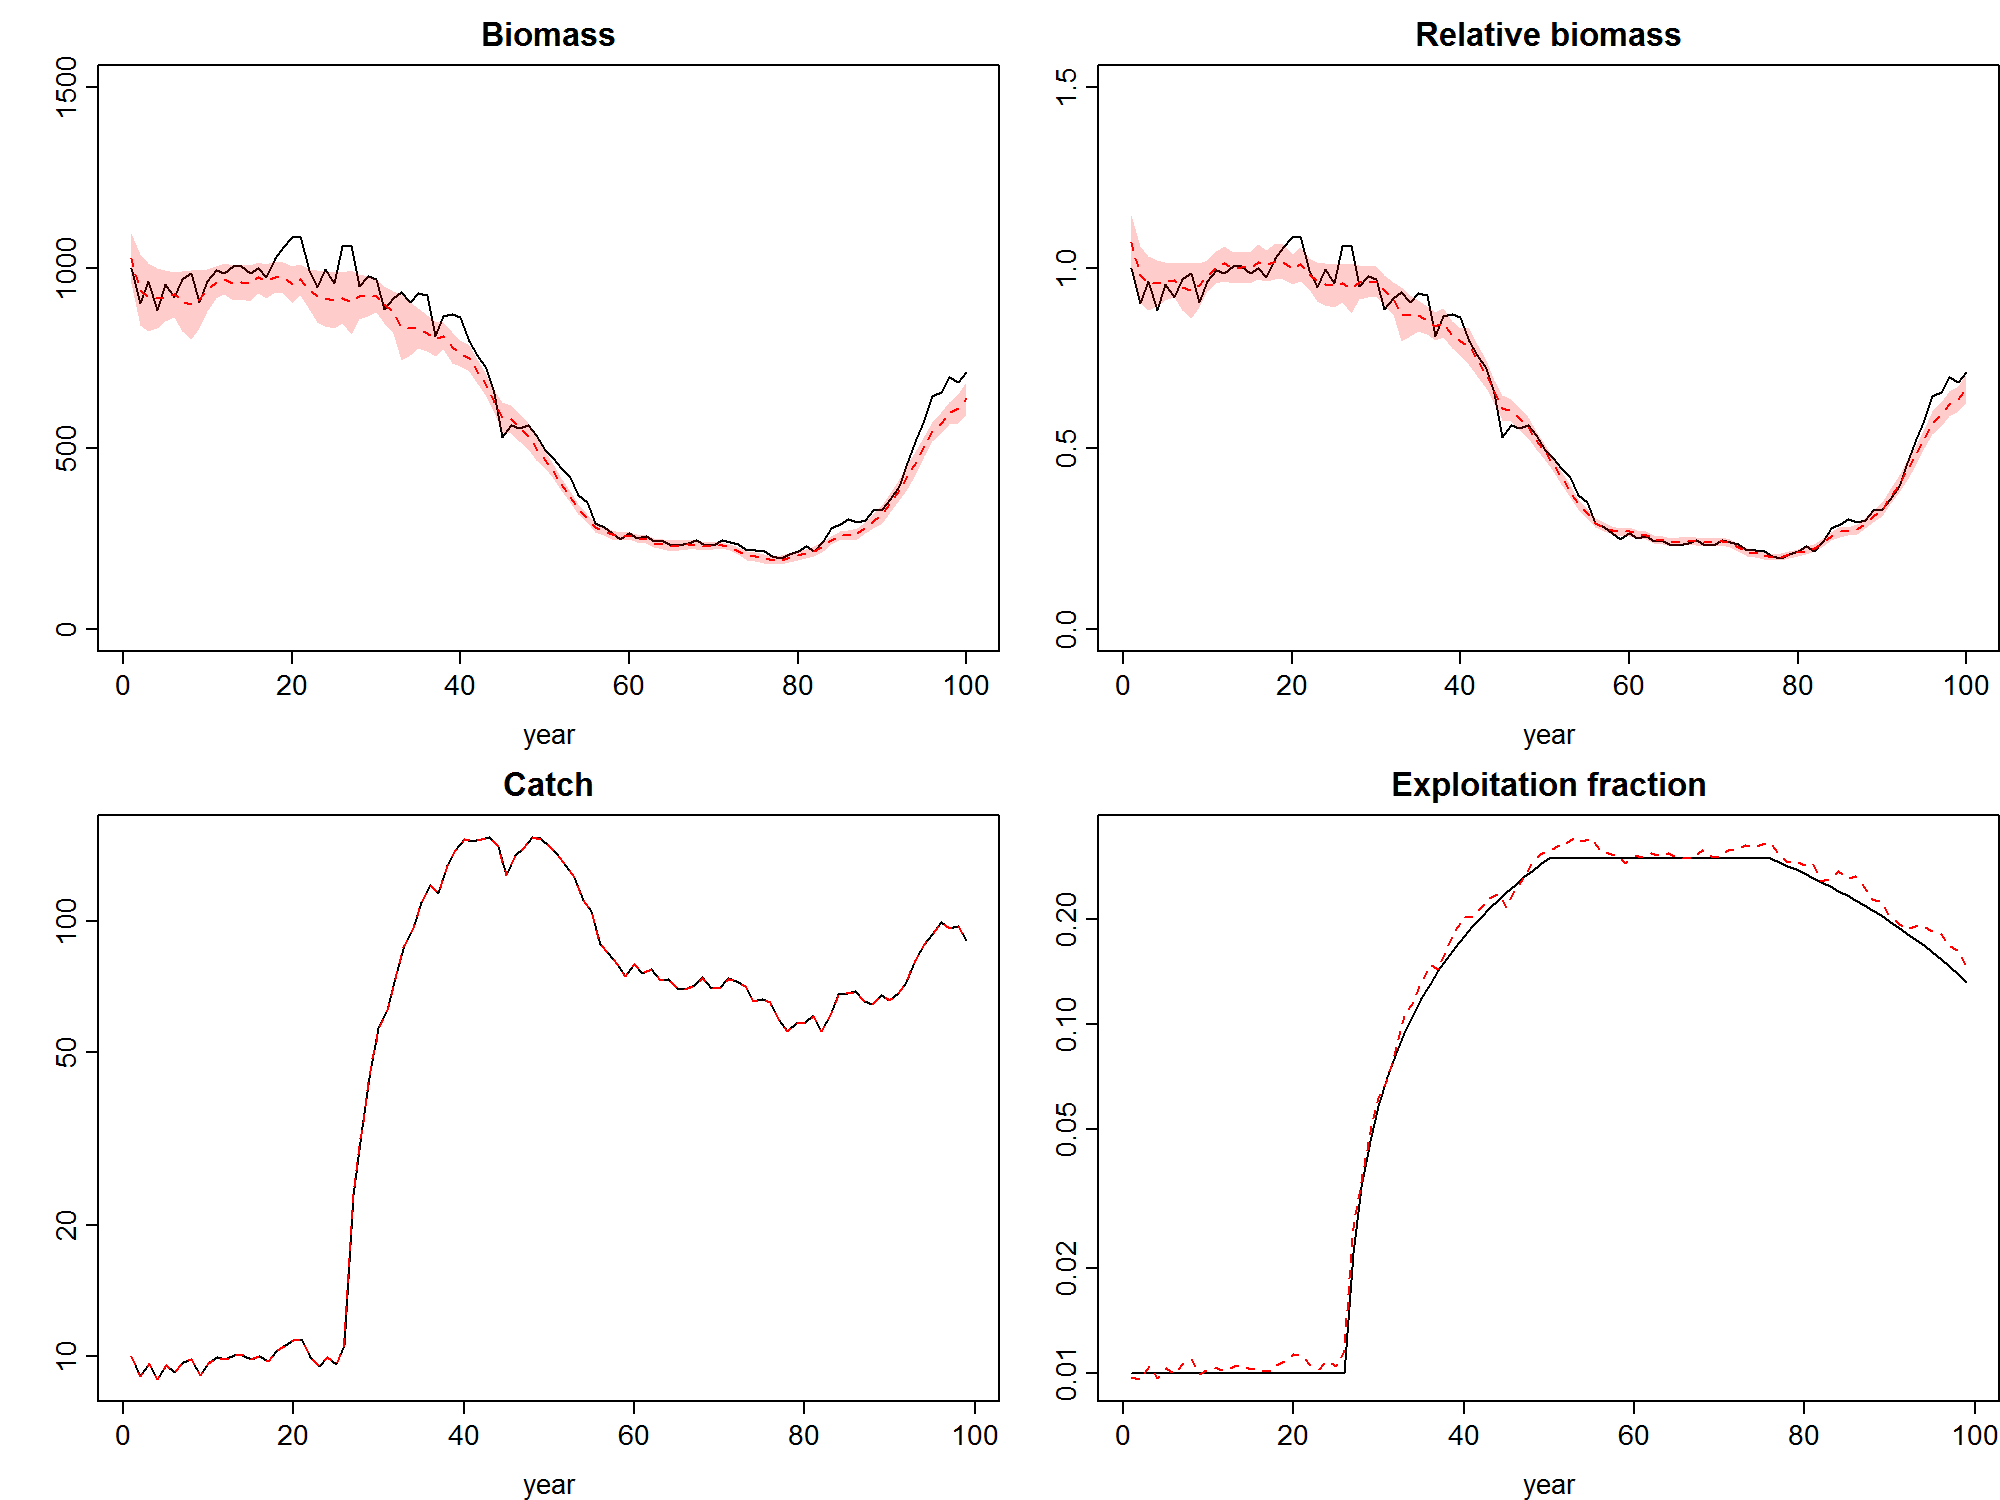 Biomass
1500
1000
500
0
0 20 40 60 80 100
year
Relative biomass
1.5
1.0
0.5
0.0
0 20 40 60 80 100
year
Catch
100
50
20
10
0 20 40 60 80 100
year
Exploitation fraction
0.20
0.10
0.05
0.02
0.01
0 20 40 60 80 100
year